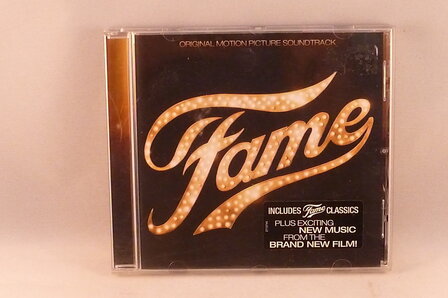 ORIGINAL MOTION PICTURE SOUNDTRACK
Fame
INCLUDES Fame CLASSICS
PLUS EXCITING
NEW MUSIC
FROM THE
BRAND NEW FILM!